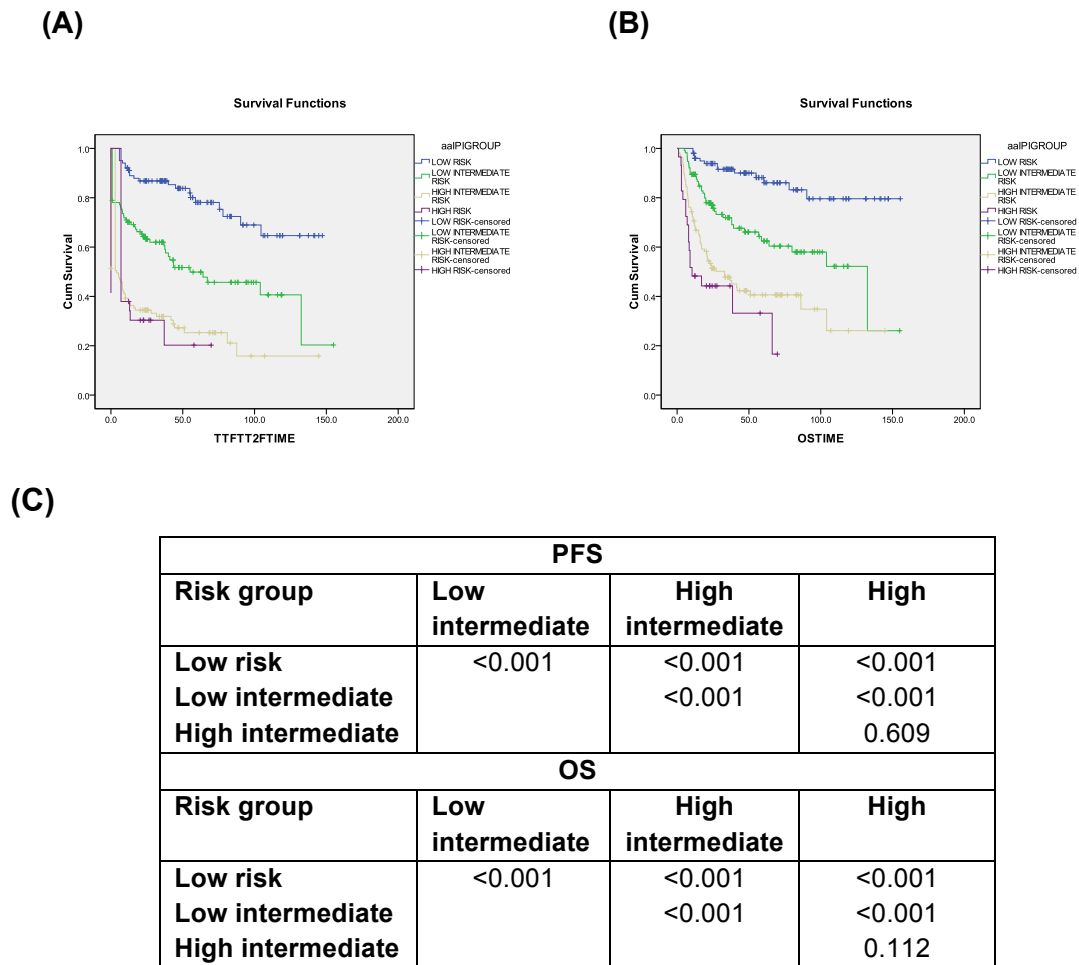 (A)
Survival Functions
Cum Survival
1.0
0.8
0.6
0.4
0.2
0.0
0.0 50.0 100.0 150.0 200.0
TTFTT2FTIME
aaIPIGROUP
LOW RISK
LOW INTERMEDIATE
RISK
HIGH INTERMEDIATE
RISK
HIGH RISK
LOW RISK-censored
LOW INTERMEDIATE
RISK-censored
HIGH INTERMEDIATE
RISK-censored
HIGH RISK-censored
(B)
Survival Functions
Cum Survival
1.0
0.8
0.6
0.4
0.2
0.0
0.0 50.0 100.0 150.0 200.0
OSTIME
aaIPIGROUP
LOW RISK
LOW INTERMEDIATE
RISK
HIGH INTERMEDIATE
RISK
HIGH RISK
LOW RISK-censored
LOW INTERMEDIATE
RISK-censored
HIGH INTERMEDIATE
RISK-censored
HIGH RISK-censored
(C)
PFS
Risk group Low High High
intermediate intermediate
Low risk <0.001 <0.001 <0.001
Low intermediate <0.001 <0.001
High intermediate 0.609
OS
Risk group Low High High
intermediate intermediate
Low risk <0.001 <0.001 <0.001
Low intermediate <0.001 <0.001
High intermediate 0.112